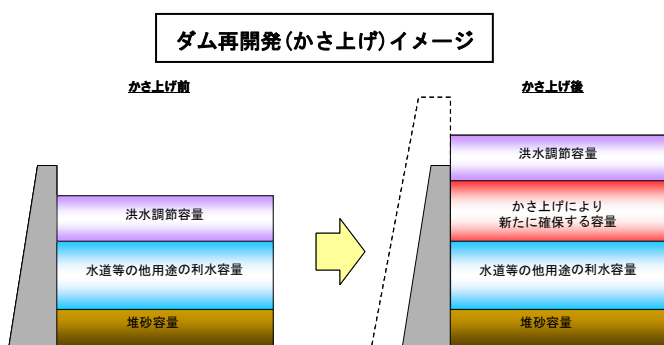 ダム再開発（かさ上げ）イメージ
かさ上げ前
かさ上げ後
洪水調節容量
水道等の他用途の利水容量
堆砂容量
洪水調節容量
かさ上げにより
新たに確保する容量
水道等の他用途の利水容量
堆砂容量